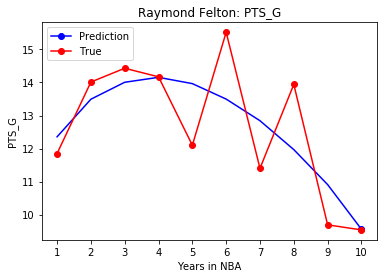 Raymond Felton: PTS_G
Prediction
True
PTS_G
15
14
13
12
11
10
1 2 3 4 5 6 7 8 9 10
Years in NBA